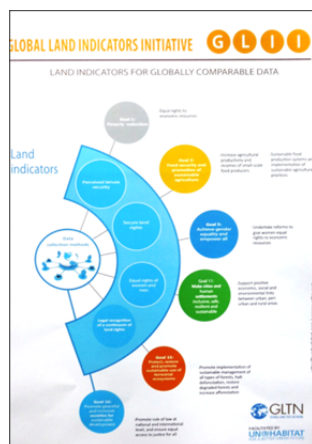 GLOBAL LAND INDICATORS INITIATIVE G L I I
LAND INDICATORS FOR GLOBALLY COMPARABLE DATA
Land
indicators
Goal 1:
Poverty reduction
Equal rights to
economic resources
Goal 2:
Food security and
promotion of
sustainable
agriculture
Increase agricultural
productivity and
incomes of small-scale
food producers
Sustainable food
production systems and
implementation of
sustainable agricultural
practices
Perceived tenure
security
Secure land
rights
Goal 5:
Achieve gender
equality and
empower all
Undertake reforms to
give women equal
rights to economic
resources
Data
collection methods
Equal rights of
women and
men
Goal 11:
Make cities and
human
settlements
inclusive, safe,
resilient and
sustainable
Support positive
economic, social and
environmental links
between urban, peri-
urban and rural areas
Legal recognition
of a continuum of
land rights
Goal 15:
Protect, restore
and promote
sustainable use of
terrestrial
ecosystems
Promote implementation of
sustainable management of
all types of forests, halt
deforestation, restore
degraded forests and
increase afforestation
Goal 16:
Promote peaceful
and inclusive
societies for
sustainable
development
Promote rule of law at
national and international
level, and ensure equal
access to justice for all
GLTN
FACILITATED BY
UN HABITAT